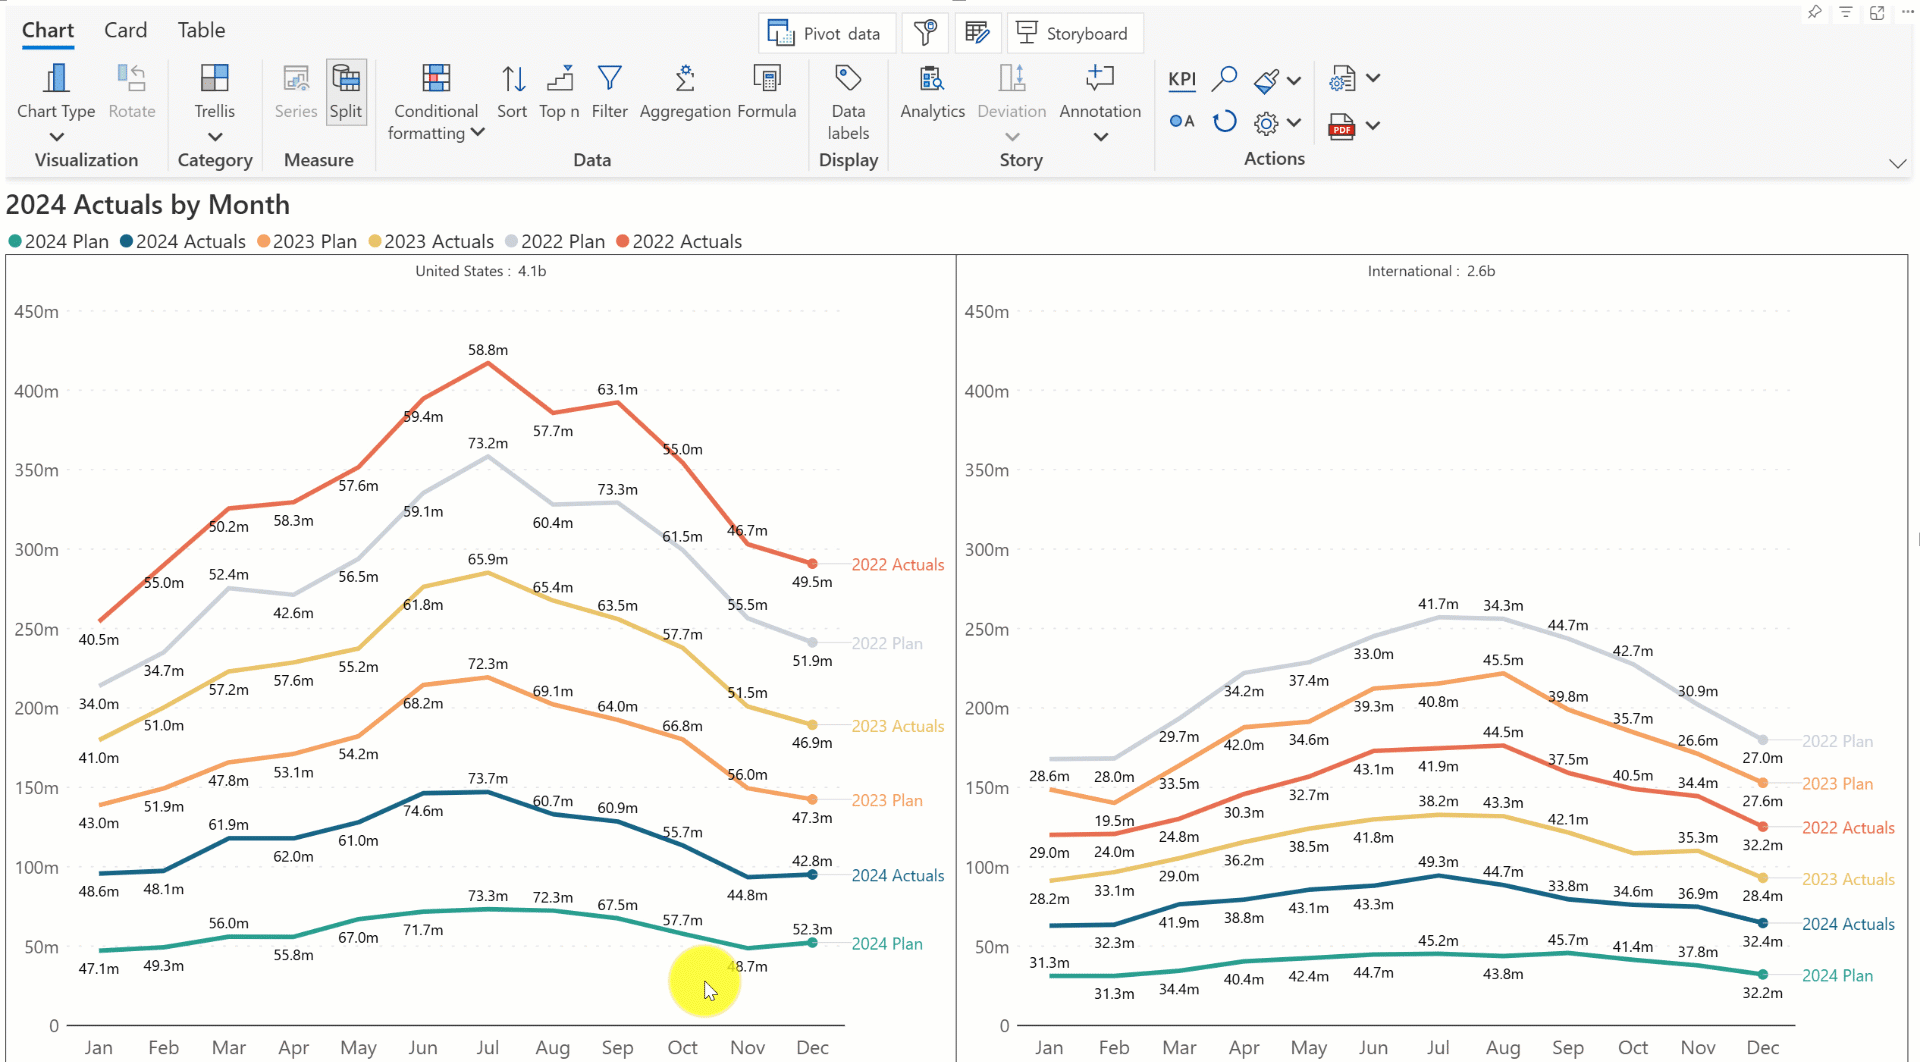 Chart Card Table
Pivot data Storyboard
Chart Type Rotate Trellis Series Split Conditional formatting Sort Top n Filter Aggregation Formula Data labels Analytics Deviation Annotation KPI A PDF
Visualization Category Measure Data Display Story Actions
2024 Actuals by Month
2024 Plan 2024 Actuals 2023 Plan 2023 Actuals 2022 Plan 2022 Actuals
United States : 4.1b
450m
400m
350m
300m
250m
200m
150m
100m
50m
0
40.5m 55.0m 50.2m 58.3m 57.6m 59.4m 58.8m 57.7m 63.1m 55.0m 46.7m 49.5m 2022 Actuals
34.0m 34.7m 52.4m 42.6m 56.5m 59.1m 73.2m 60.4m 73.3m 61.5m 55.5m 51.9m 2022 Plan
41.0m 51.0m 57.2m 57.6m 55.2m 61.8m 65.9m 65.4m 63.5m 57.7m 51.5m 46.9m 2023 Actuals
43.0m 51.9m 47.8m 53.1m 54.2m 68.2m 72.3m 69.1m 64.0m 66.8m 56.0m 47.3m 2023 Plan
48.6m 48.1m 61.9m 62.0m 61.0m 74.6m 73.7m 60.7m 60.9m 55.7m 44.8m 42.8m 2024 Actuals
47.1m 49.3m 56.0m 55.8m 67.0m 71.7m 73.3m 72.3m 67.5m 57.7m 48.7m 52.3m 2024 Plan
Jan Feb Mar Apr May Jun Jul Aug Sep Oct Nov Dec
International : 2.6b
450m
400m
350m
300m
250m
200m
150m
100m
50m
0
28.6m 28.0m 29.7m 34.2m 37.4m 33.0m 41.7m 34.3m 44.7m 42.7m 30.9m 27.0m 2022 Plan
19.5m 33.5m 42.0m 34.6m 39.3m 40.8m 45.5m 39.8m 35.7m 26.6m 27.6m 2023 Plan
29.0m 24.0m 24.8m 30.3m 32.7m 43.1m 41.9m 44.5m 37.5m 40.5m 34.4m 32.2m 2022 Actuals
28.2m 33.1m 29.0m 36.2m 38.5m 41.8m 38.2m 43.3m 42.1m 35.3m 28.4m 2023 Actuals
32.3m 41.9m 38.8m 43.1m 43.3m 49.3m 44.7m 33.8m 34.6m 36.9m 32.4m 2024 Actuals
31.3m 31.3m 34.4m 40.4m 42.4m 44.7m 45.2m 43.8m 45.7m 41.4m 37.8m 32.2m 2024 Plan
Jan Feb Mar Apr May Jun Jul Aug Sep Oct Nov Dec